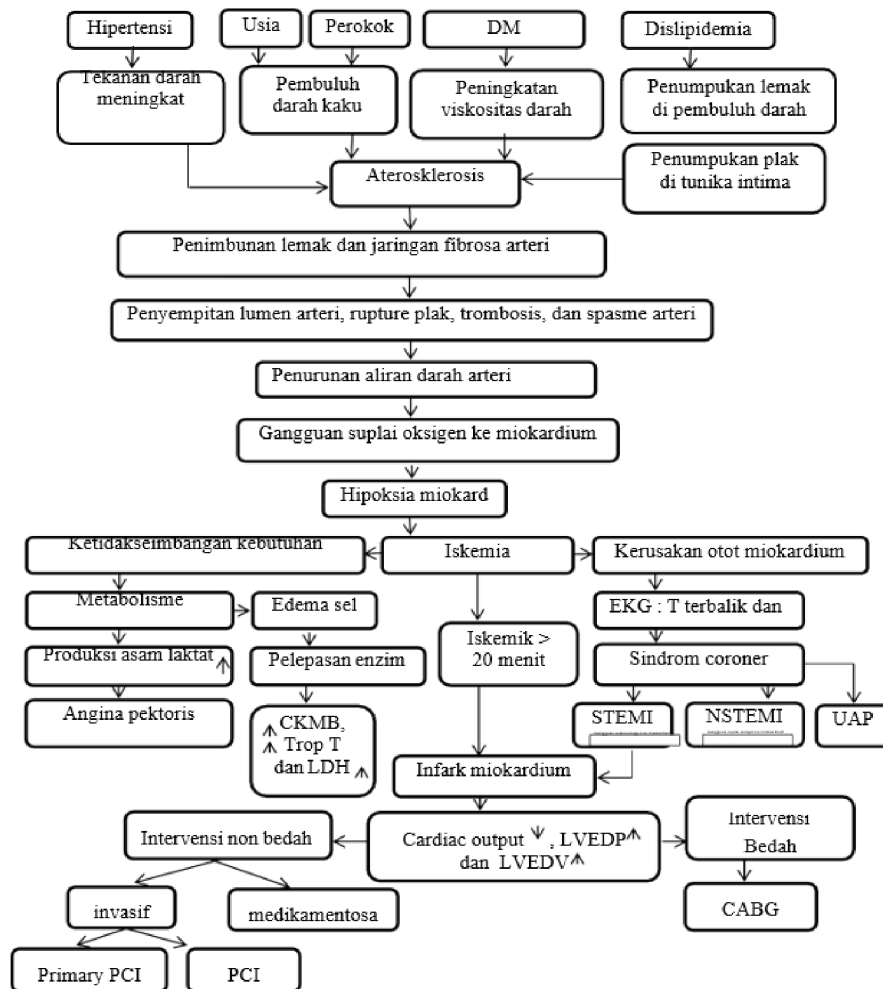 Hipertensi
Usia
Perokok
DM
Dislipidemia
Tekanan darah
meningkat
Pembuluh
darah kaku
Peningkatan
viskositas darah
Penumpukan lemak
di pembuluh darah
Aterosklerosis
Penumpukan plak
di tunika intima
Penimbunan lemak dan jaringan fibrosa arteri
Penyempitan lumen arteri, rupture plak, trombosis, dan spasme arteri
Penurunan aliran darah arteri
Gangguan suplai oksigen ke miokardium
Hipoksia miokard
Ketidakseimbangan kebutuhan
Iskemia
Kerusakan otot miokardium
Metabolisme
Edema sel
EKG : T terbalik dan
Iskemik >
20 menit
Produksi asam laktat
Pelepasan enzim
Sindrom coroner
Angina pektoris
CKMB,
Trop T
dan LDH
STEMI
NSTEMI
UAP
Infark miokardium
Intervensi non bedah
Cardiac output , LVEDP
dan LVEDV
Intervensi
Bedah
invasif
medikamentosa
CABG
Primary PCI
PCI